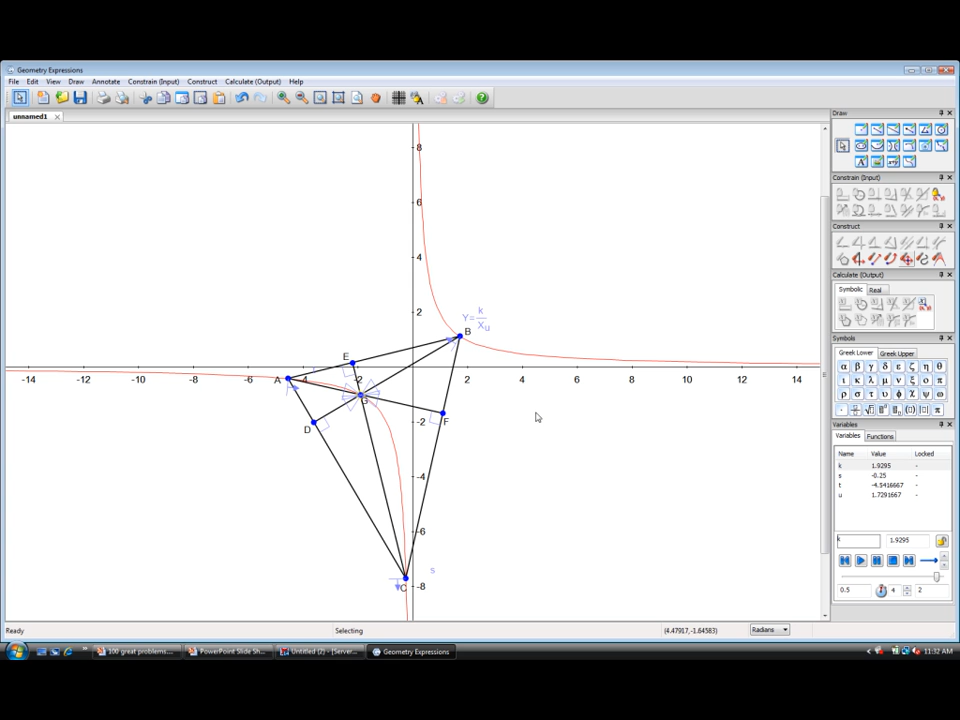 Geometry Expressions
File Edit View Draw Annotate Constrain (Input) Construct Calculate (Output) Help
unnamed1
8
6
4
2
-2
-4
-6
-8
-14 -12 -10 -8 -6 -4 -2 2 4 6 8 10 12 14
Y=k/Xu
A
B
C
D
E
F
G
s
Draw
Constrain (Input)
Construct
Calculate (Output)
Symbolic Real
Symbols
Greek Lower Greek Upper
α β γ δ ε ζ η θ
ι κ λ μ ν ξ ο π
ρ σ τ υ φ χ ψ ω
Variables
Variables Functions
Name Value Locked
k 1.9295 -
s -0.25 -
t -4.5416667 -
u 1.7291667 -
k 1.9295
0.5 4 2
Ready Selecting (4.47917, -1.64583) Radians
100 great problems... PowerPoint Slide Sh... Untitled (2) - [Server... Geometry Expressions 11:32 AM